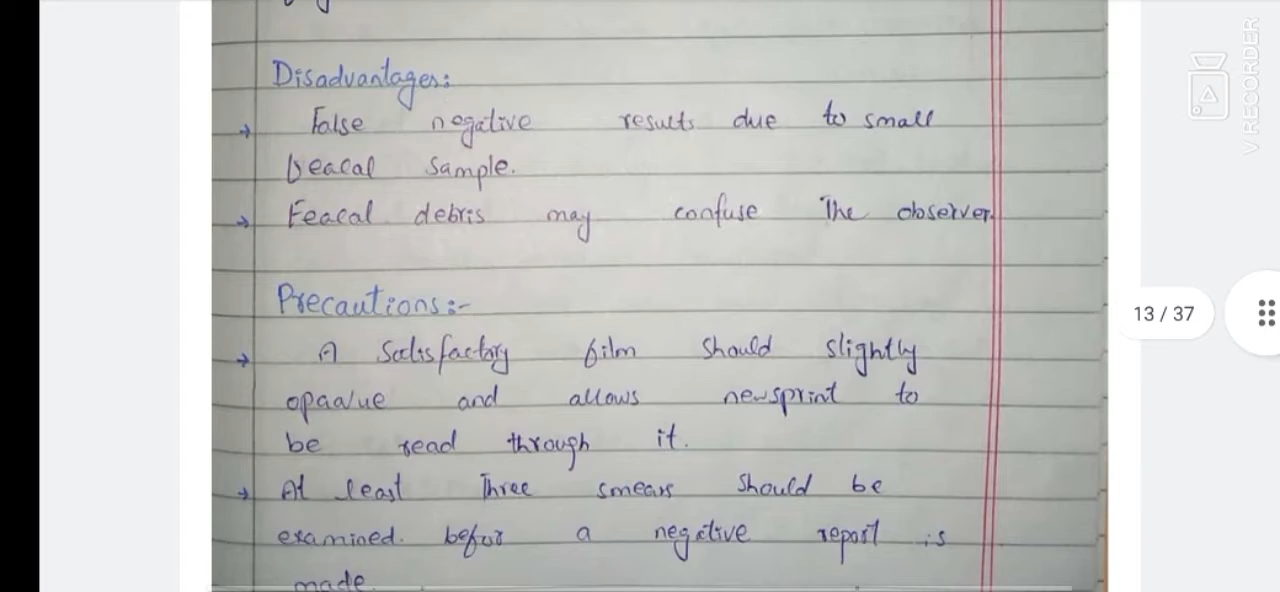 Disadvantages:
→ False negative results due to small
feacal sample.
→ Feacal debris may confuse The observer.
Precautions:-
→ A Satisfactory film should slightly
opaque and allows newsprint to
be read through it.
→ At least Three smears should be
examined. befor a negative report is
made.
13 / 37
V RECORDER